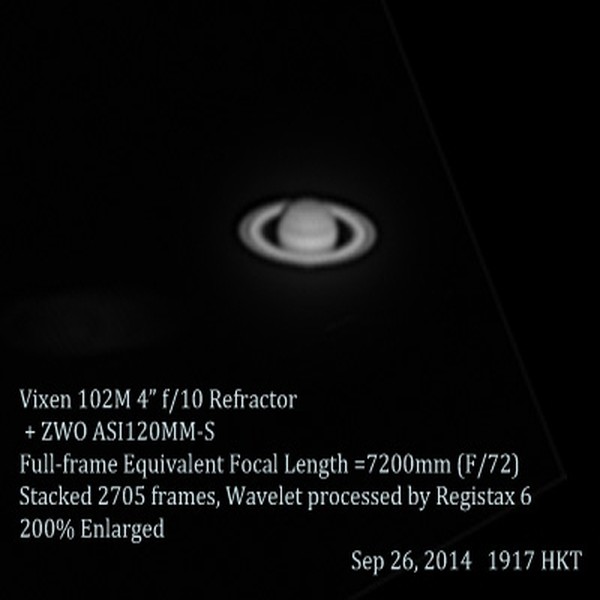 Vixen 102M 4” f/10 Refractor
+ ZWO ASI120MM-S
Full-frame Equivalent Focal Length =7200mm (F/72)
Stacked 2705 frames, Wavelet processed by Registax 6
200% Enlarged
Sep 26, 2014 1917 HKT